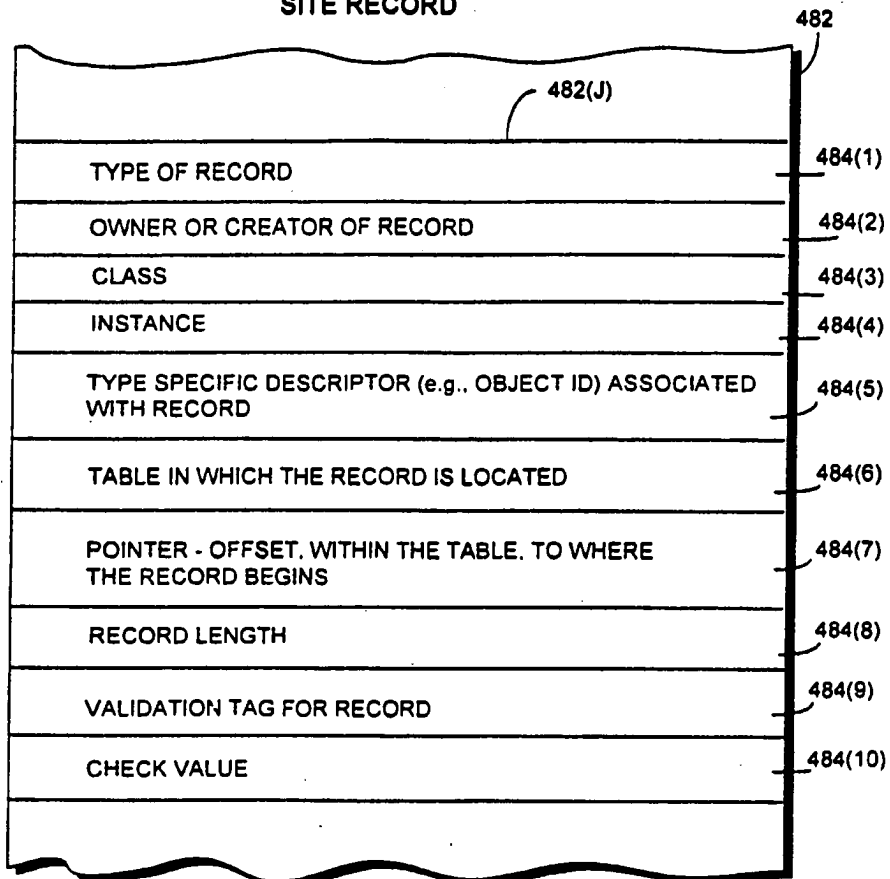 SITE RECORD
482
482(J)
TYPE OF RECORD
484(1)
OWNER OR CREATOR OF RECORD
484(2)
CLASS
484(3)
INSTANCE
484(4)
TYPE SPECIFIC DESCRIPTOR (e.g., OBJECT ID) ASSOCIATED
WITH RECORD
484(5)
TABLE IN WHICH THE RECORD IS LOCATED
484(6)
POINTER - OFFSET, WITHIN THE TABLE, TO WHERE
THE RECORD BEGINS
484(7)
RECORD LENGTH
484(8)
VALIDATION TAG FOR RECORD
484(9)
CHECK VALUE
484(10)